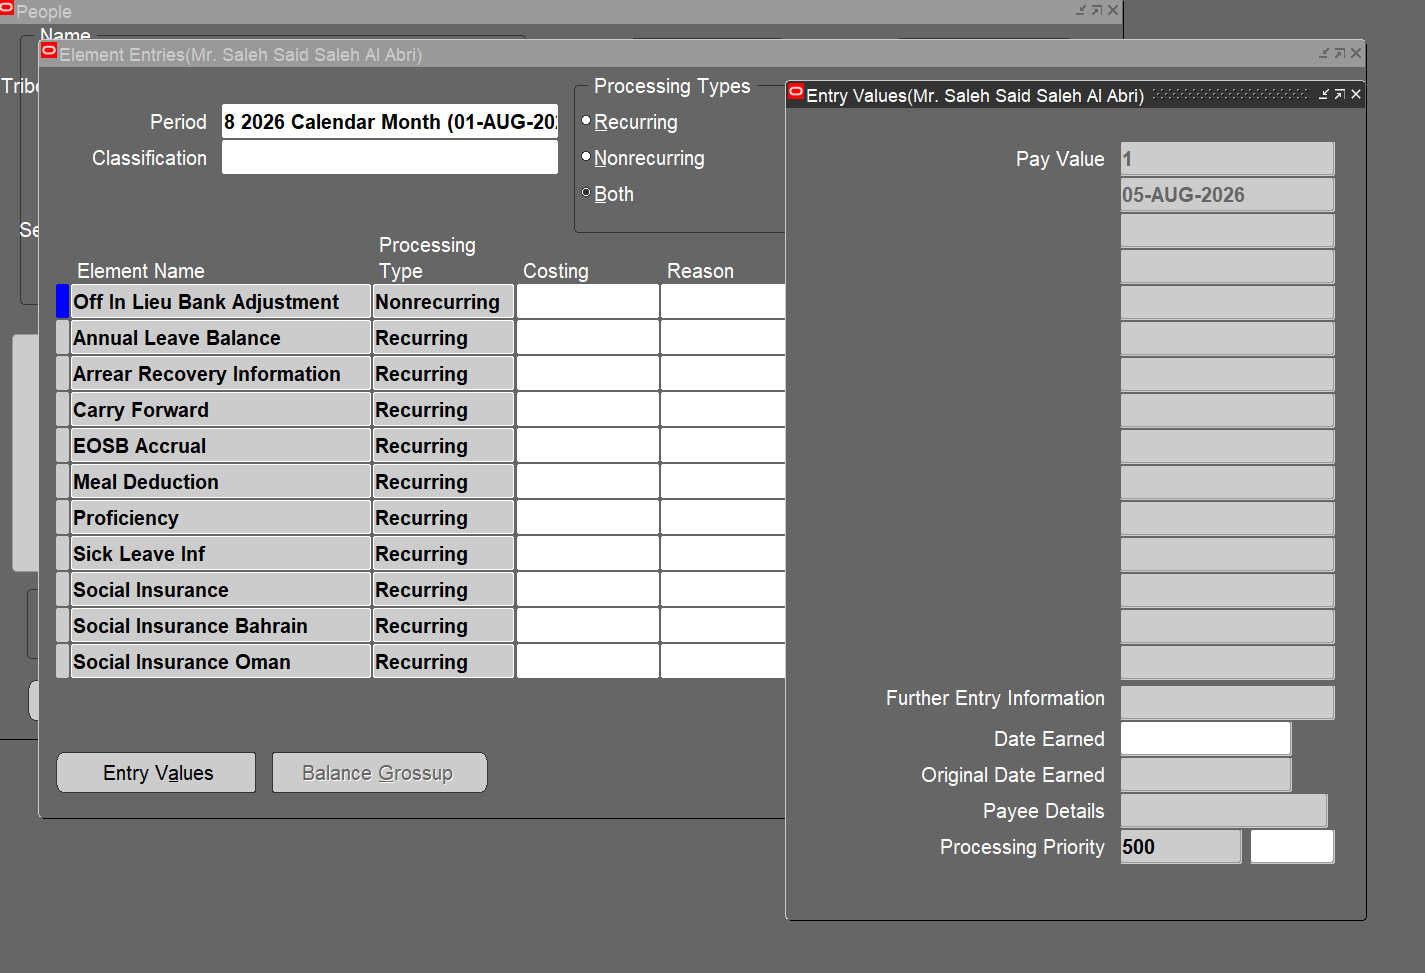 People
Name
Element Entries(Mr. Saleh Said Saleh Al Abri)
Tribe
Processing Types
Entry Values(Mr. Saleh Said Saleh Al Abri)
Period 8 2026 Calendar Month (01-AUG-20
Recurring
Classification
Nonrecurring
Pay Value 1
Both
05-AUG-2026
Se
Processing
Element Name Type Costing Reason
Off In Lieu Bank Adjustment Nonrecurring
Annual Leave Balance Recurring
Arrear Recovery Information Recurring
Carry Forward Recurring
EOSB Accrual Recurring
Meal Deduction Recurring
Proficiency Recurring
Sick Leave Inf Recurring
Social Insurance Recurring
Social Insurance Bahrain Recurring
Social Insurance Oman Recurring
Further Entry Information
Date Earned
Entry Values Balance Grossup
Original Date Earned
Payee Details
Processing Priority 500